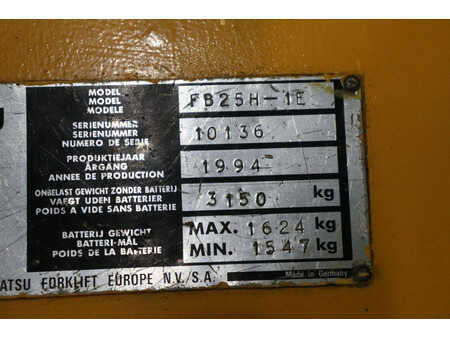 MODEL
MODEL
MODELE
FB25H-1E
SERIENUMMER
SERIENUMMER
NUMERO DE SERIE
10136
PRODUKTIEJAAR
ÅRGANG
ANNEE DE PRODUCTION
1994
ONBELAST GEWICHT ZONDER BATTERIJ
VAEGT UDEN BATTERIER
POIDS A VIDE SANS BATTERIE
3150 kg
BATTERIJ GEWICHT
BATTERI-MÅL
POIDS DE LA BATTERIE
MAX. 1624 kg
MIN. 1547 kg
ATSU FORKLIFT EUROPE N.V./S.A.
Made in Germany